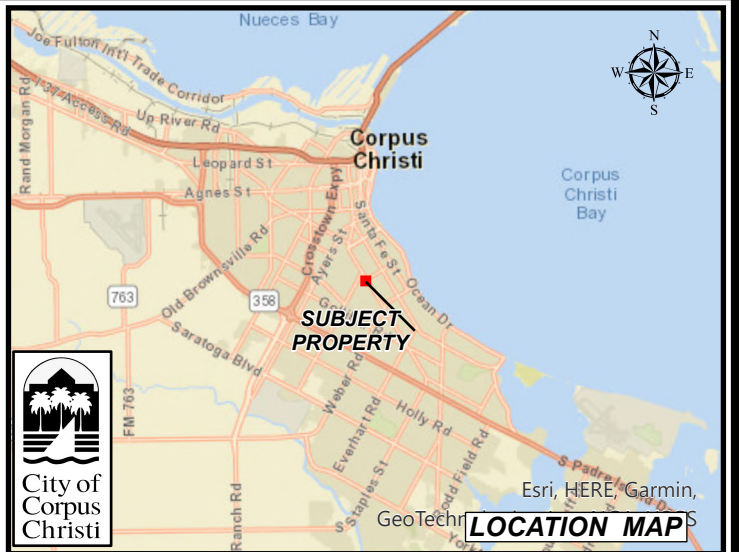 Nueces Bay
Joe Fulton Int'l Trade Corridor
I-37 Access Rd
Up River Rd
Rand Morgan Rd
Corpus
Christi
Leopard St
Agnes St
Crosstown Expy
Santa Fe St
Ayers St
Ocean Dr
Corpus
Christi
Bay
N
W
E
S
763
Old Brownsville Rd
358
SUBJECT
PROPERTY
Saratoga Blvd
FM 763
Weber Rd
Holly Rd
Everhart Rd
S Staples St
Ranch Rd
S Padre Island
City of
Corpus
Christi
Esri, HERE, Garmin,
LOCATION MAP